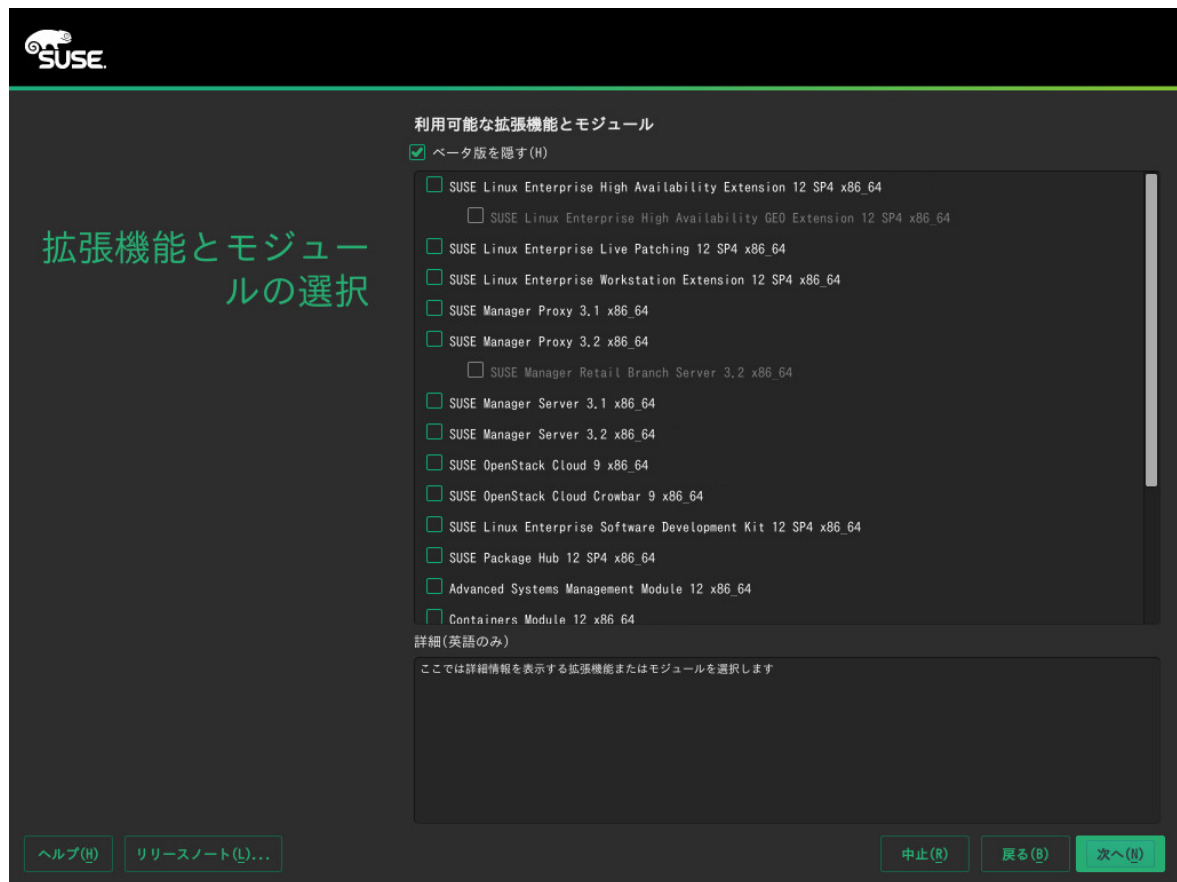 SUSE.
拡張機能とモジュー
ルの選択
利用可能な拡張機能とモジュール
ベータ版を隠す(H)
SUSE Linux Enterprise High Availability Extension 12 SP4 x86_64
SUSE Linux Enterprise High Availability GEO Extension 12 SP4 x86_64
SUSE Linux Enterprise Live Patching 12 SP4 x86_64
SUSE Linux Enterprise Workstation Extension 12 SP4 x86_64
SUSE Manager Proxy 3.1 x86_64
SUSE Manager Proxy 3.2 x86_64
SUSE Manager Retail Branch Server 3.2 x86_64
SUSE Manager Server 3.1 x86_64
SUSE Manager Server 3.2 x86_64
SUSE OpenStack Cloud 9 x86_64
SUSE OpenStack Cloud Crowbar 9 x86_64
SUSE Linux Enterprise Software Development Kit 12 SP4 x86_64
SUSE Package Hub 12 SP4 x86_64
Advanced Systems Management Module 12 x86_64
Containers Module 12 x86_64
詳細(英語のみ)
ここでは詳細情報を表示する拡張機能またはモジュールを選択します
ヘルプ(H)
リリースノート(L)...
中止(R)
戻る(B)
次へ(N)